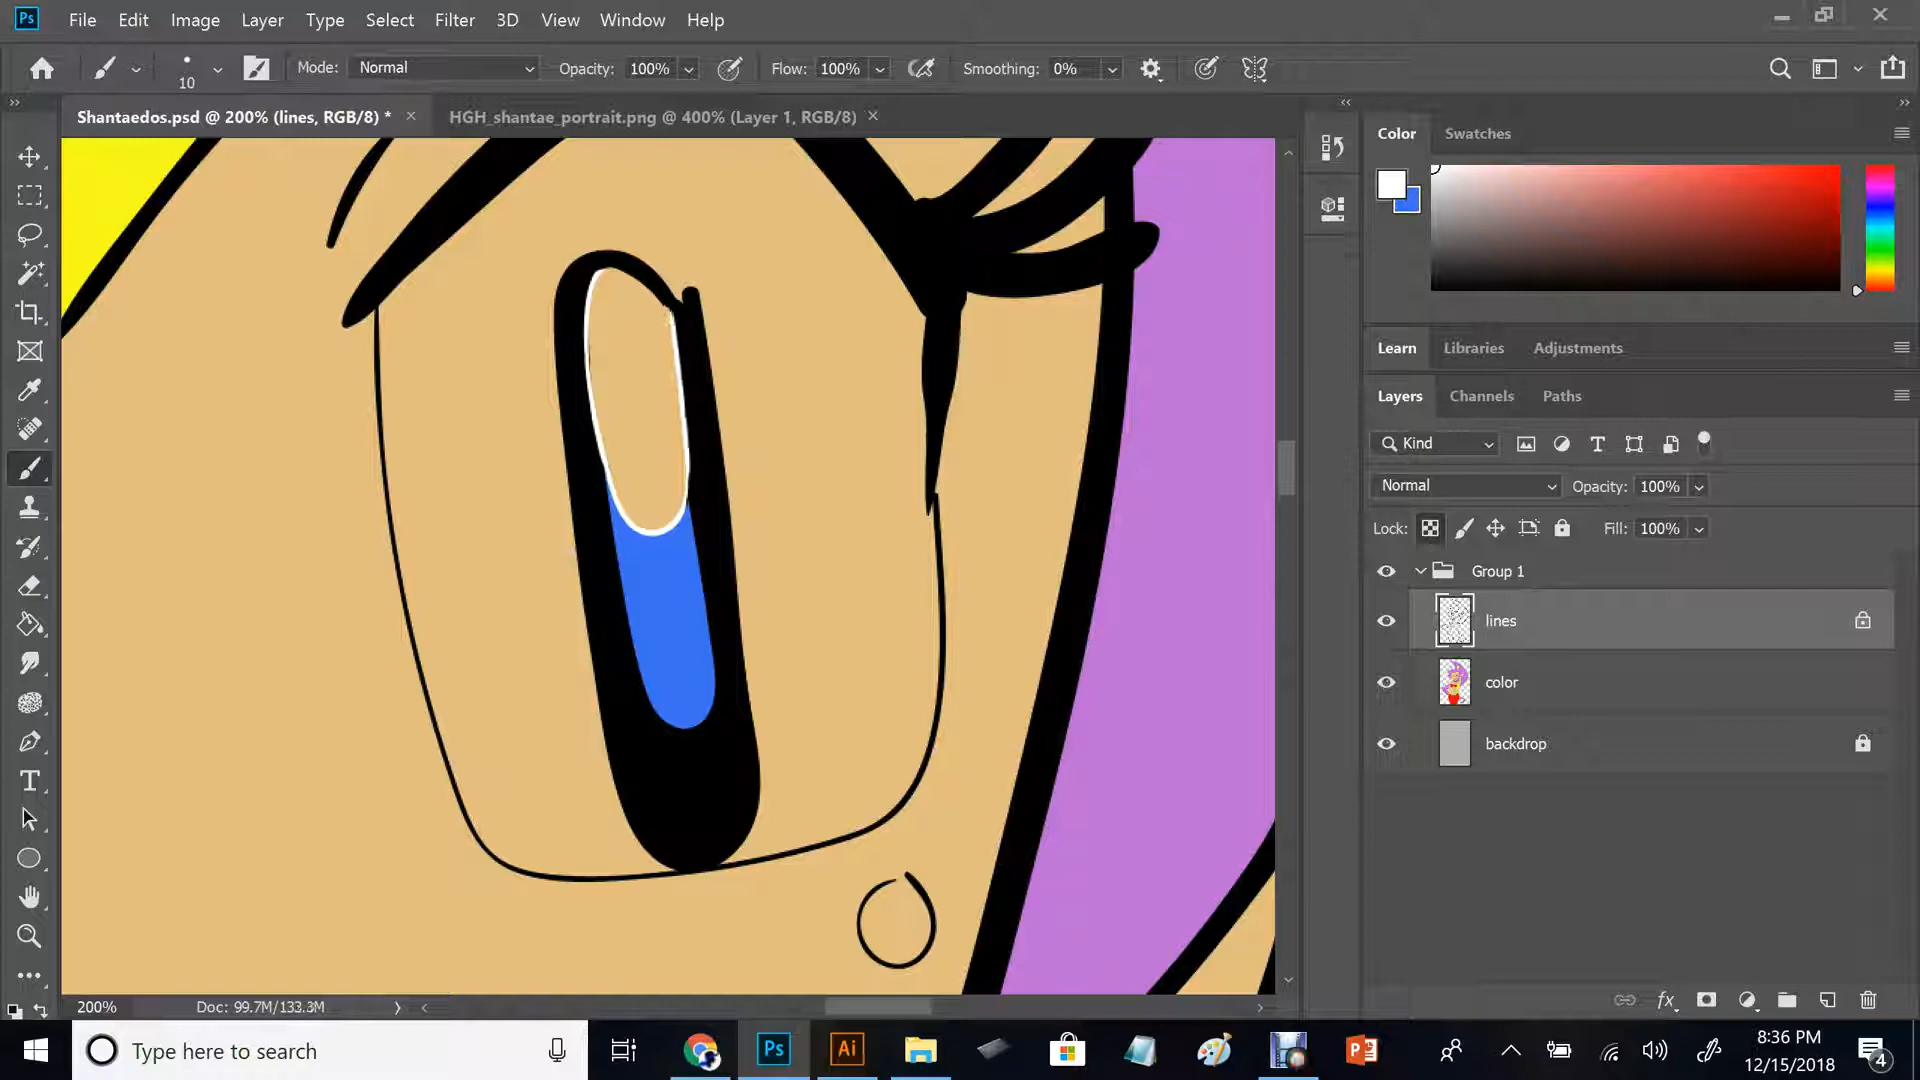 Ps File Edit Image Layer Type Select Filter 3D View Window Help
10 Mode: Normal Opacity: 100% Flow: 100% Smoothing: 0%
Shantaedos.psd @ 200% (lines, RGB/8) * × HGH_shantae_portrait.png @ 400% (Layer 1, RGB/8) ×
Color Swatches
Learn Libraries Adjustments
Layers Channels Paths
Kind
Normal Opacity: 100%
Lock: Fill: 100%
Group 1
lines
color
backdrop
200% Doc: 99.7M/133.3M
fx
Type here to search
Ps Ai P
8:36 PM
12/15/2018
4